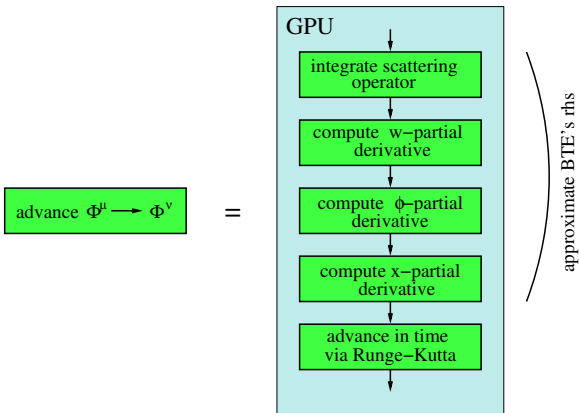 GPU
integrate scattering
operator
compute w−partial
derivative
compute ϕ−partial
derivative
compute x−partial
derivative
advance in time
via Runge−Kutta
advance Φ^μ → Φ^ν
=
approximate BTE's rhs